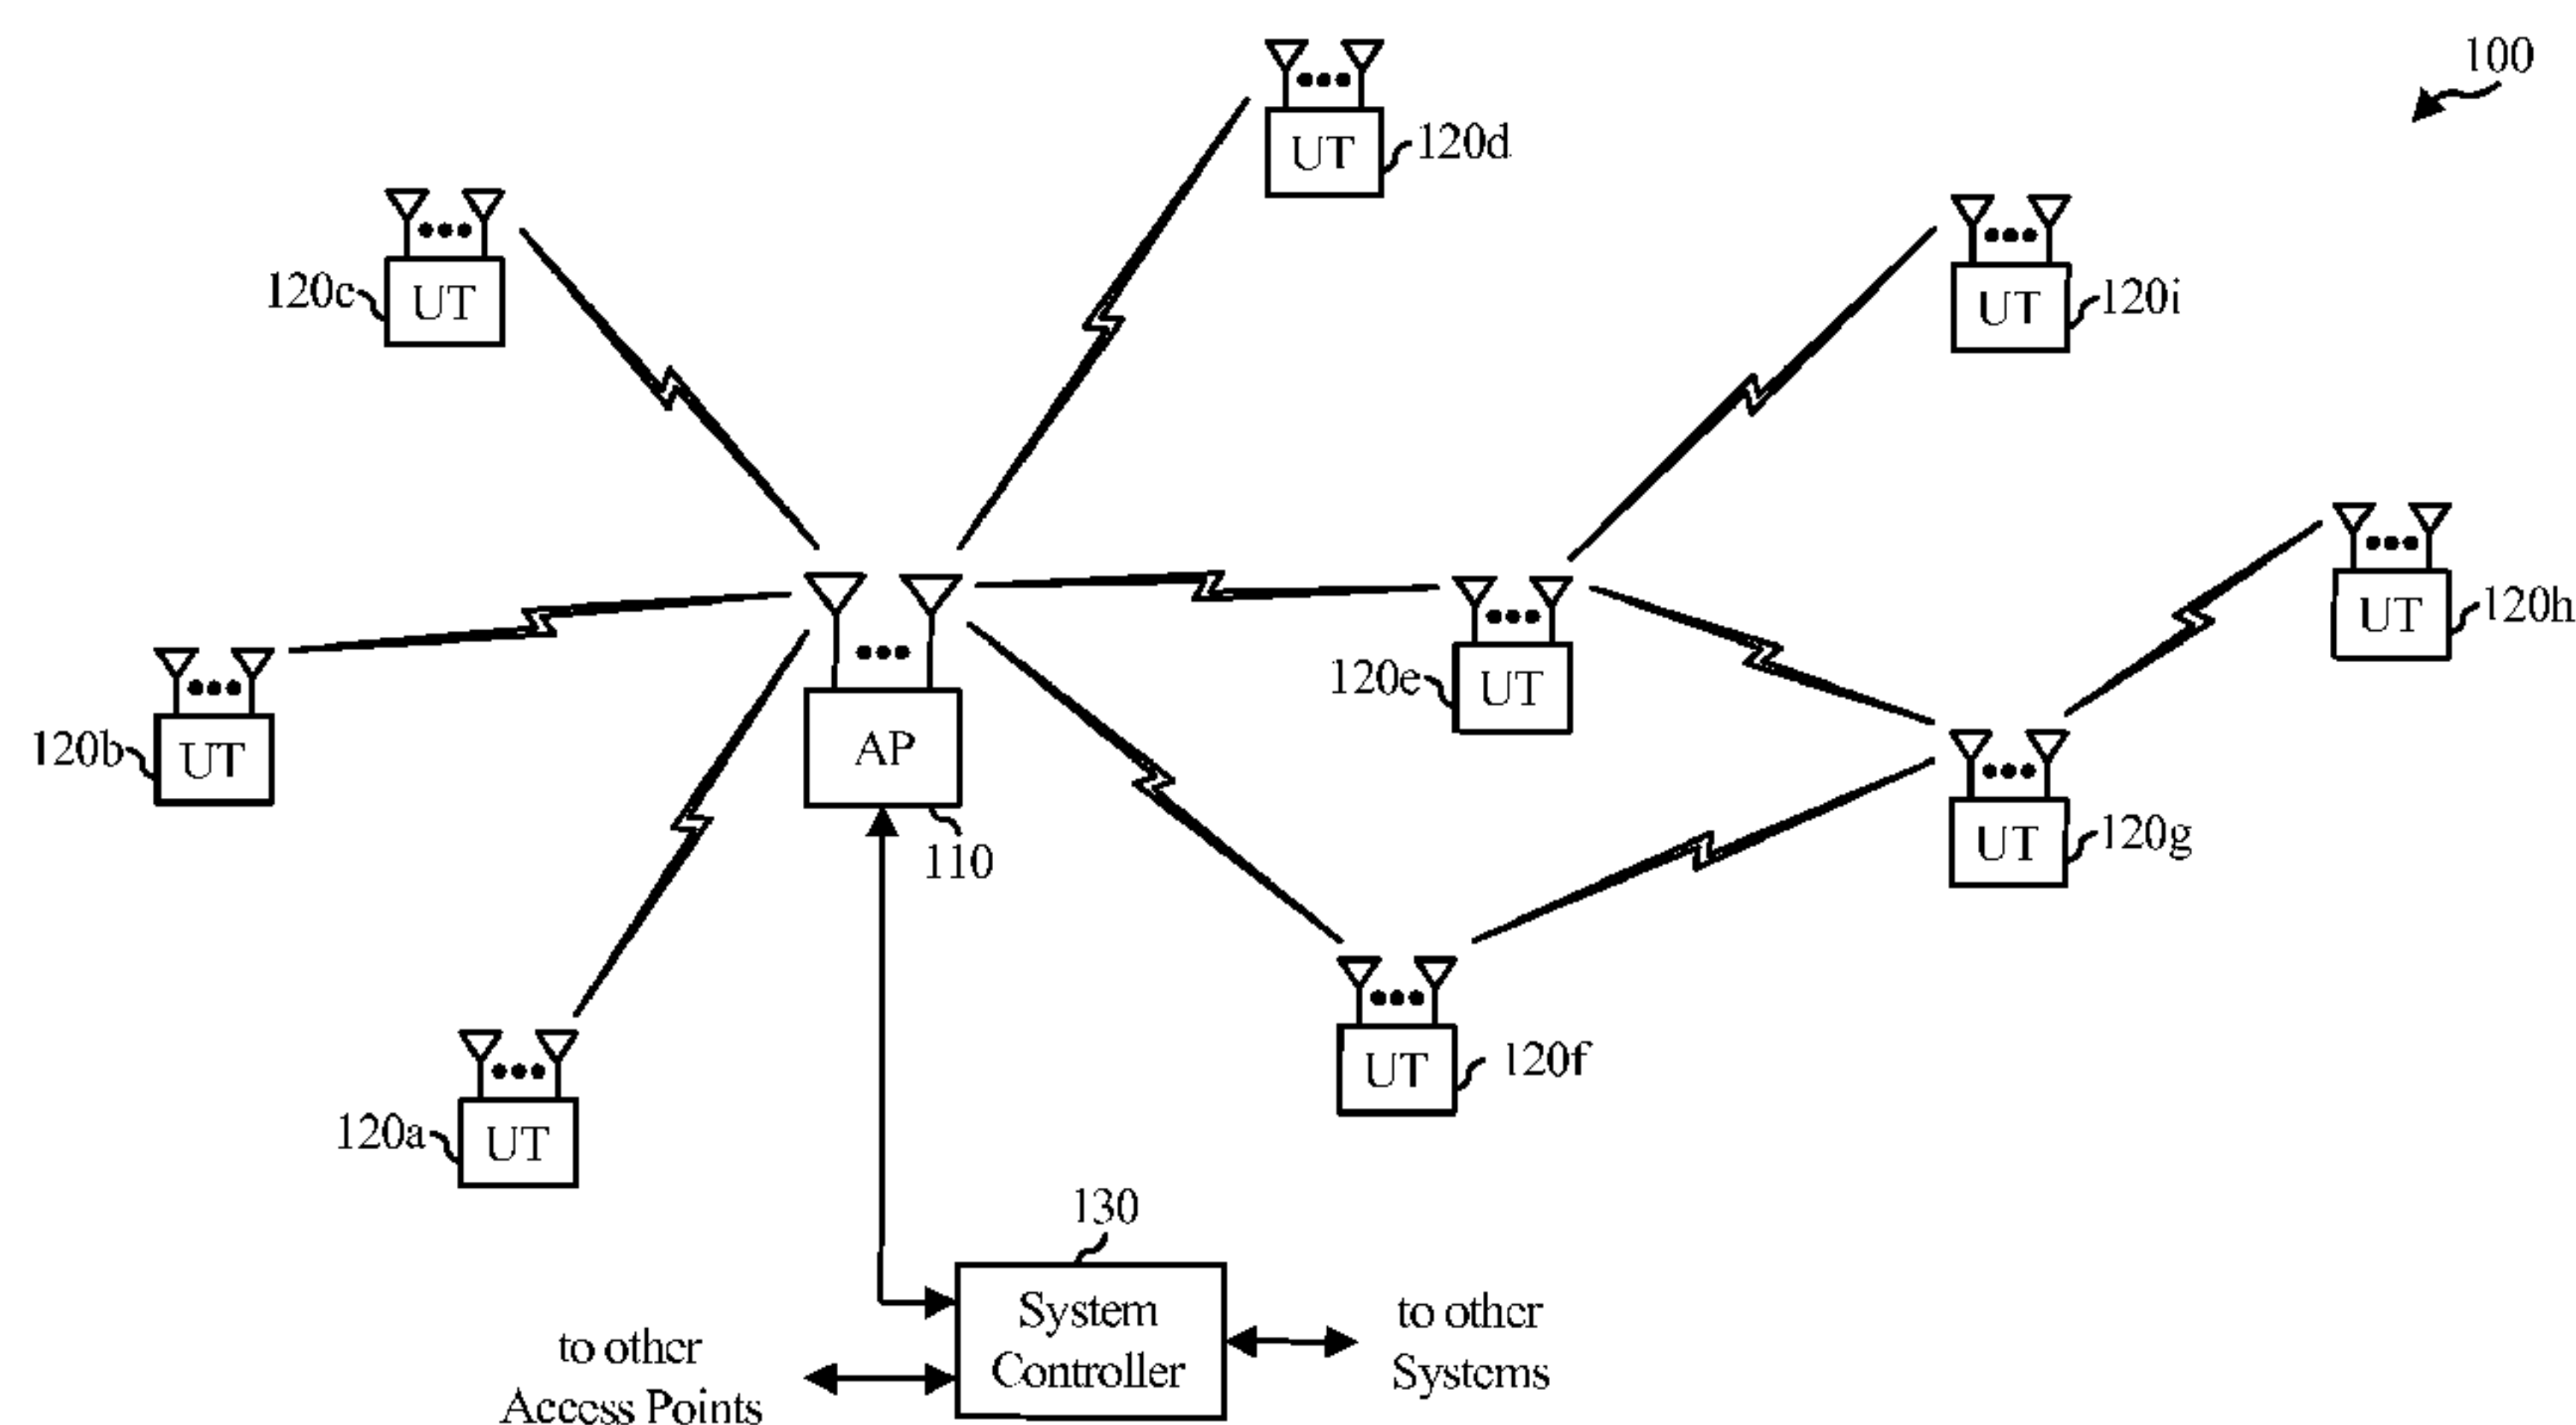 100
UT
120d
UT
120c
UT
120i
UT
120h
UT
120e
AP
110
UT
120b
UT
120g
UT
120f
UT
120a
130
System
Controller
to other
Access Points
to other
Systems